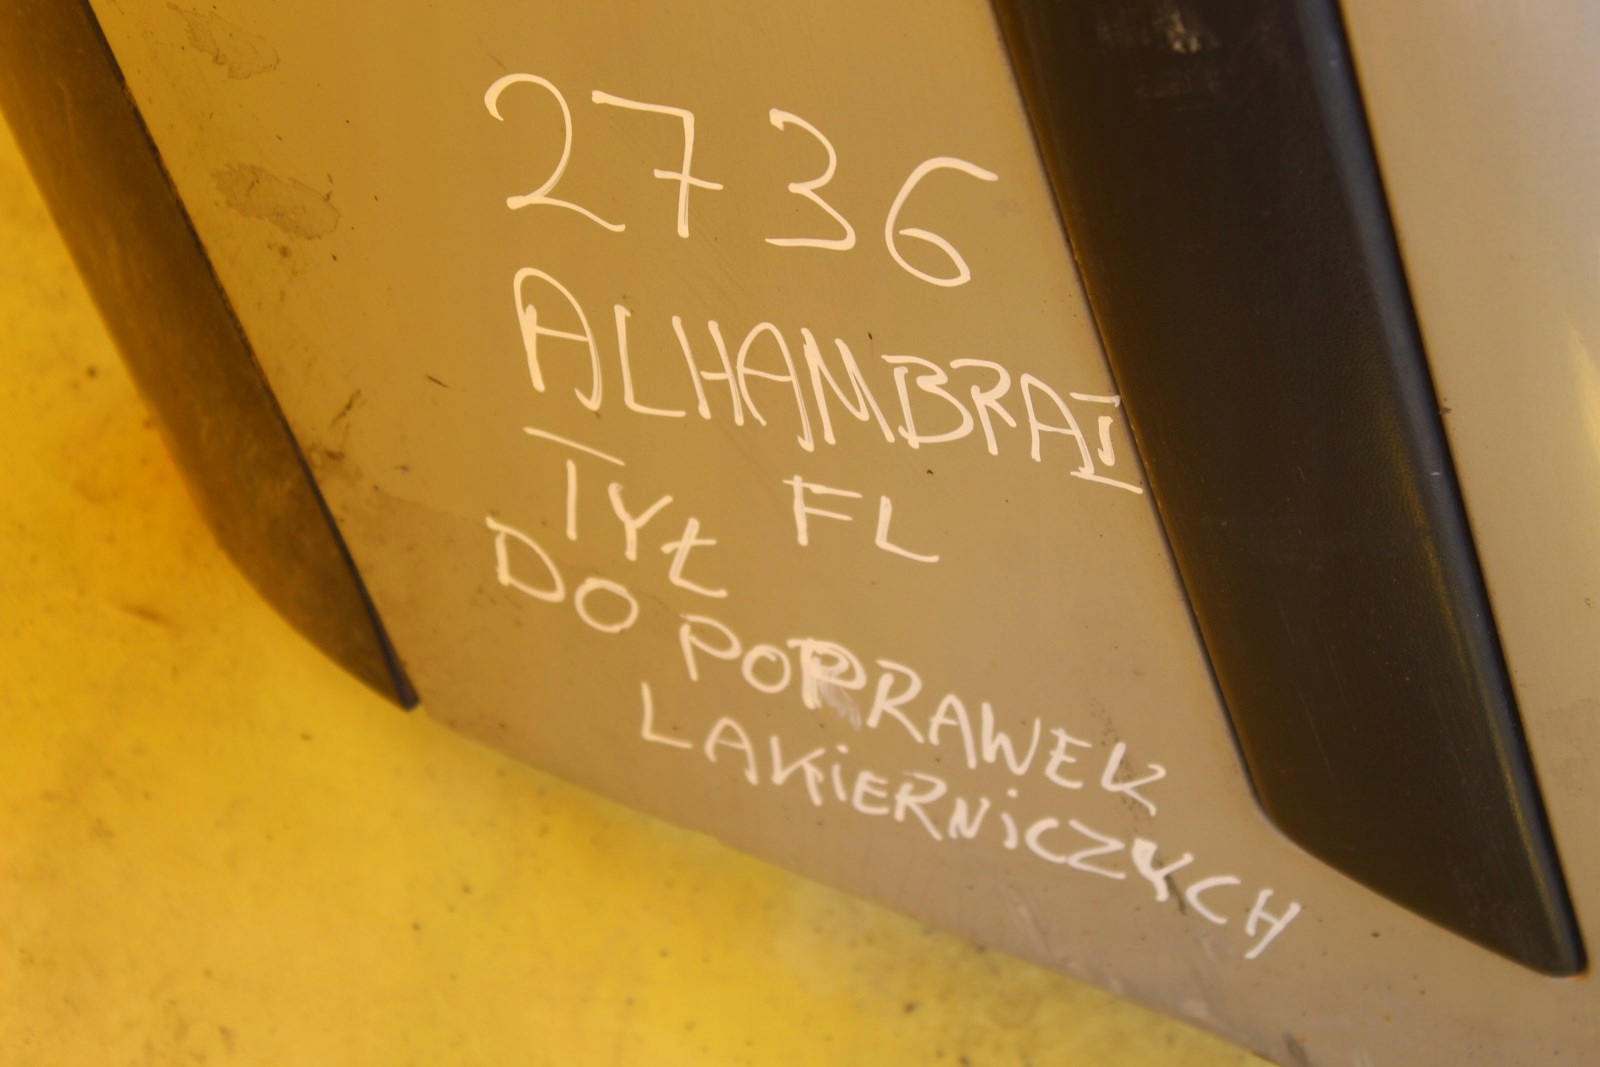 2736
ALHAMBRA I
TYŁ FL
DO POPRAWEK
LAKIERNICZYCH